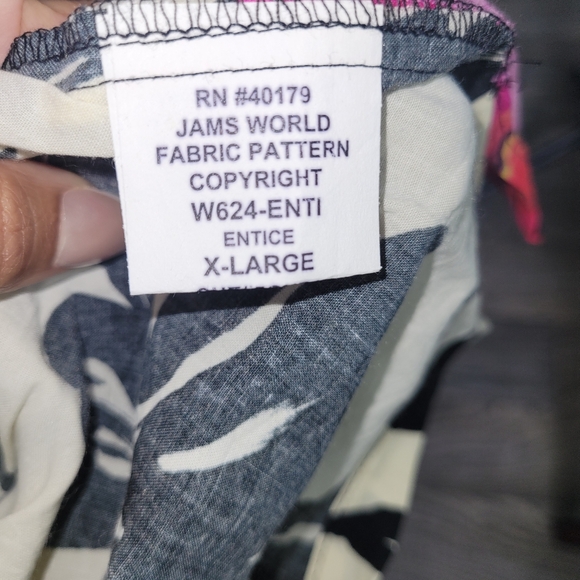 RN #40179
JAMS WORLD
FABRIC PATTERN
COPYRIGHT
W624-ENTI
ENTICE
X-LARGE